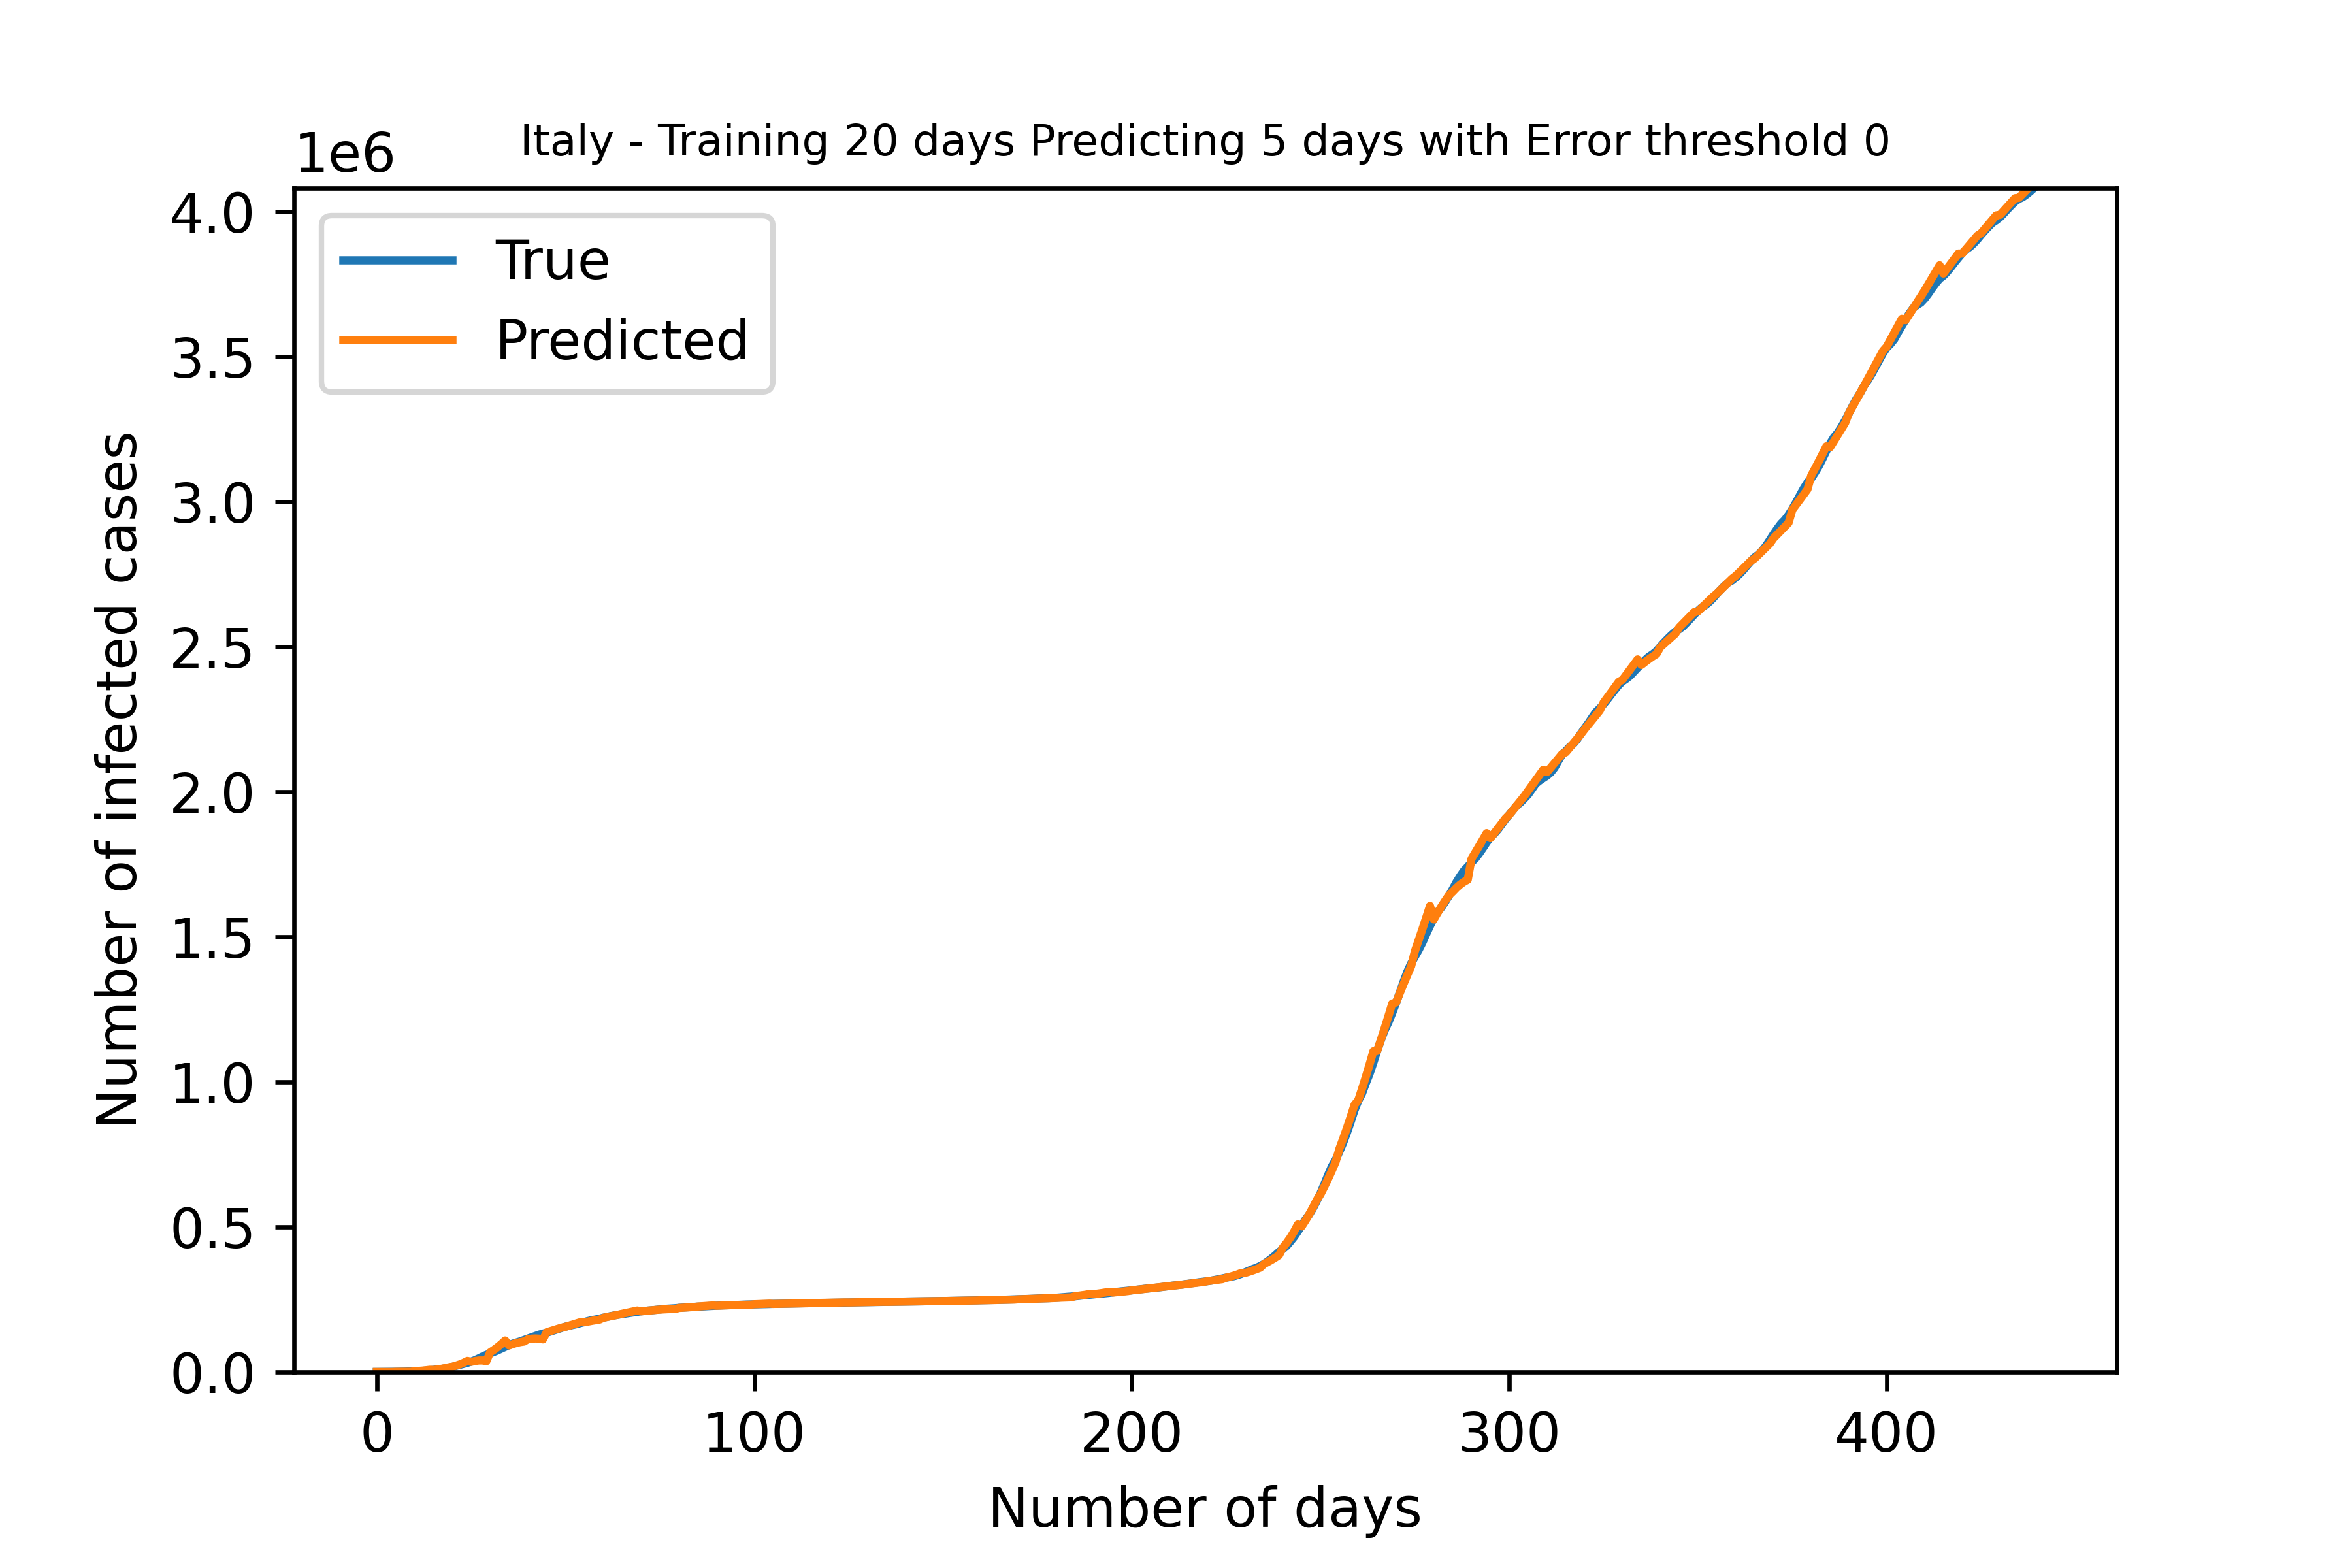 Italy - Training 20 days Predicting 5 days with Error threshold 0
1e6
True
Predicted
4.0
3.5
3.0
2.5
2.0
1.5
1.0
0.5
0.0
Number of infected cases
0 100 200 300 400
Number of days